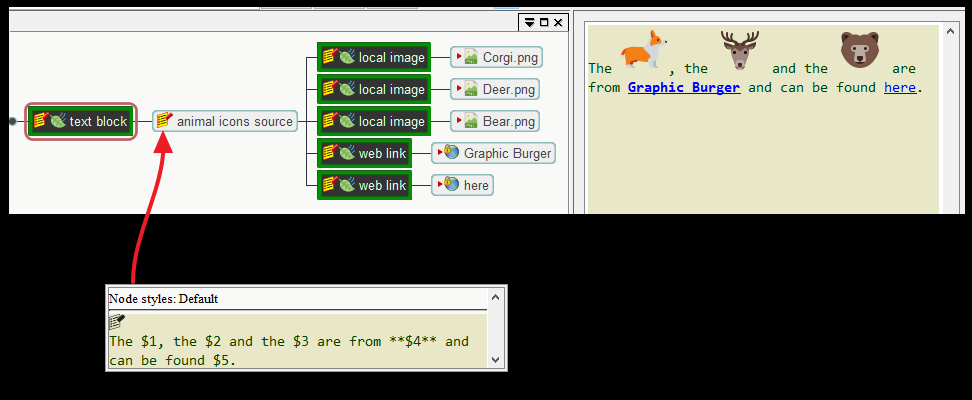 text block
animal icons source
local image
Corgi.png
local image
Deer.png
local image
Bear.png
web link
Graphic Burger
web link
here
The , the and the are
from Graphic Burger and can be found here.
Node styles: Default
The $1, the $2 and the $3 are from **$4** and
can be found $5.